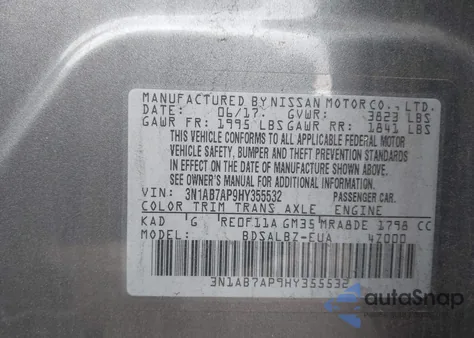 MANUFACTURED BY NISSAN MOTOR CO., LTD.
DATE: 06/17. GVWR: 3823 LBS
GAWR FR: 1995 LBS GAWR RR: 1841 LBS
THIS VEHICLE CONFORMS TO ALL APPLICABLE FEDERAL MOTOR
VEHICLE SAFETY, BUMPER AND THEFT PREVENTION STANDARDS
IN EFFECT ON THE DATE OF MANUFACTURE SHOWN ABOVE.
SEE OWNER'S MANUAL FOR ADDITIONAL INFORMATION.
VIN: 3N1AB7AP9HY355532 PASSENGER CAR.
COLOR TRIM TRANS AXLE ENGINE
KAD G RE0F11A GM35 MRA8DE 1798 CC
MODEL: BDSALBZ-EUA 47000
3N1AB7AP9HY355532
autoSnap